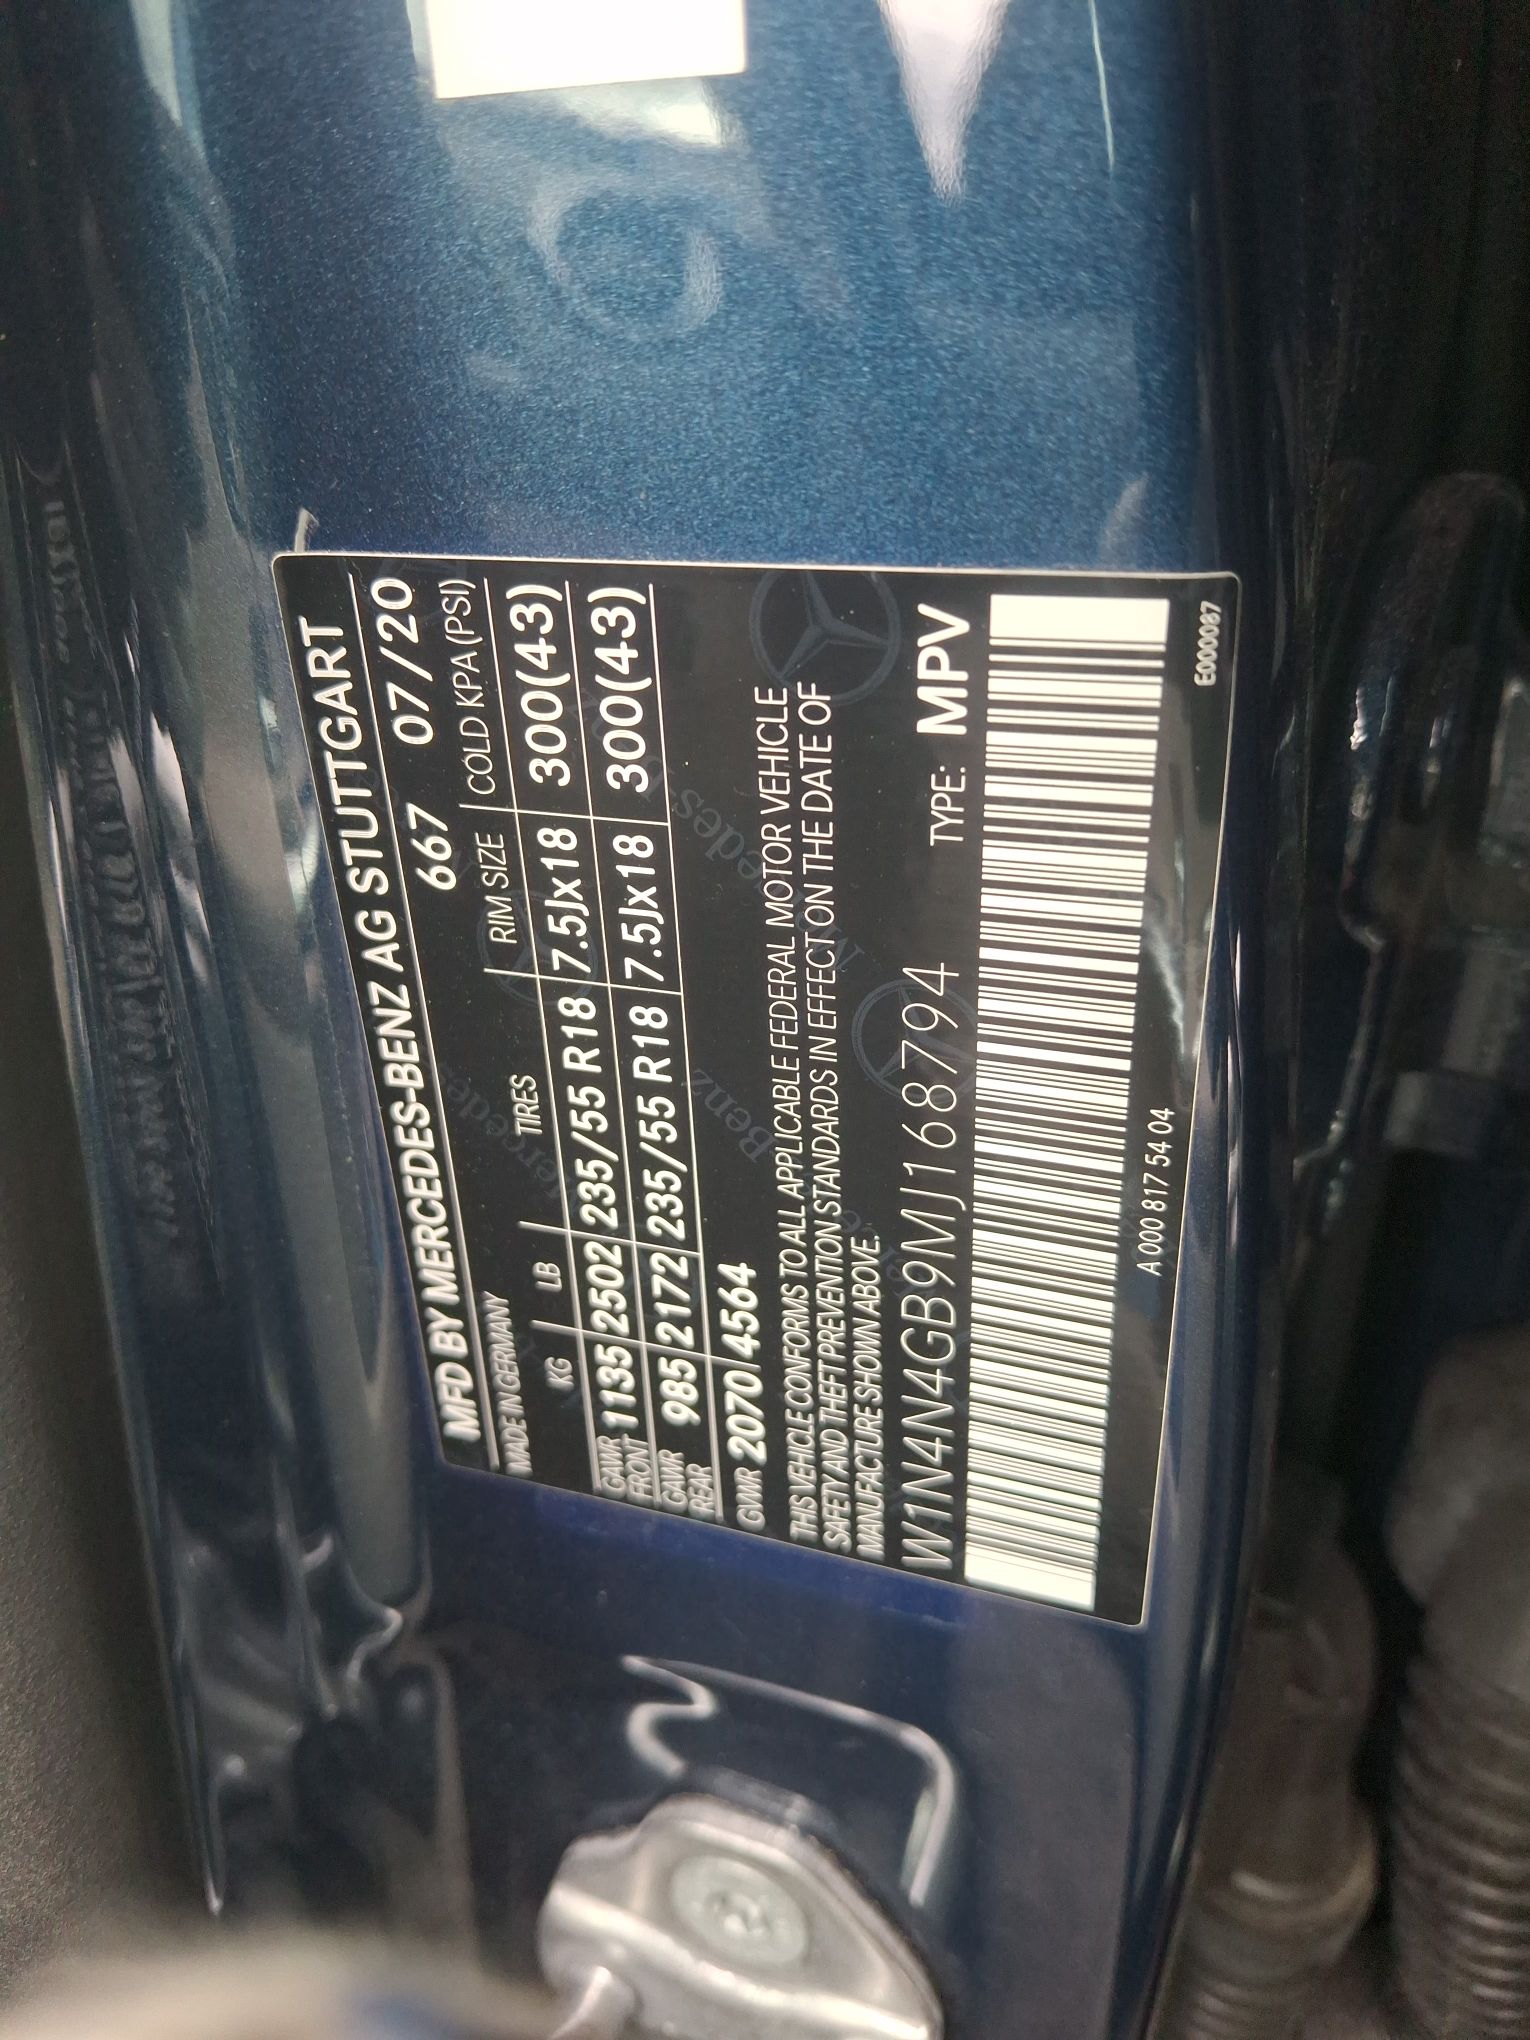 MFD BY MERCEDES-BENZ AG STUTTGART
MADE IN GERMANY 667 07/20
KG LB TIRES RIM SIZE COLD KPA(PSI)
GAWR FRONT 1135 2502 235/55 R18 7.5Jx18 300(43)
GAWR REAR 985 2172 235/55 R18 7.5Jx18 300(43)
GVWR 2070 4564
THIS VEHICLE CONFORMS TO ALL APPLICABLE FEDERAL MOTOR VEHICLE
SAFETY AND THEFT PREVENTION STANDARDS IN EFFECT ON THE DATE OF
MANUFACTURE SHOWN ABOVE.
W1N4N4GB9MJ168794 TYPE: MPV
A 000 817 54 04 E000087